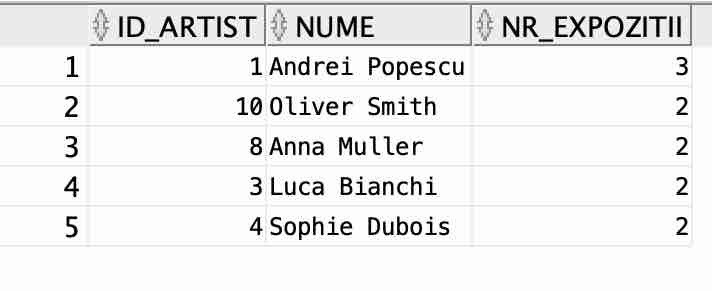 ID_ARTIST NUME NR_EXPOZITII
1 1 Andrei Popescu 3
2 10 Oliver Smith 2
3 8 Anna Muller 2
4 3 Luca Bianchi 2
5 4 Sophie Dubois 2